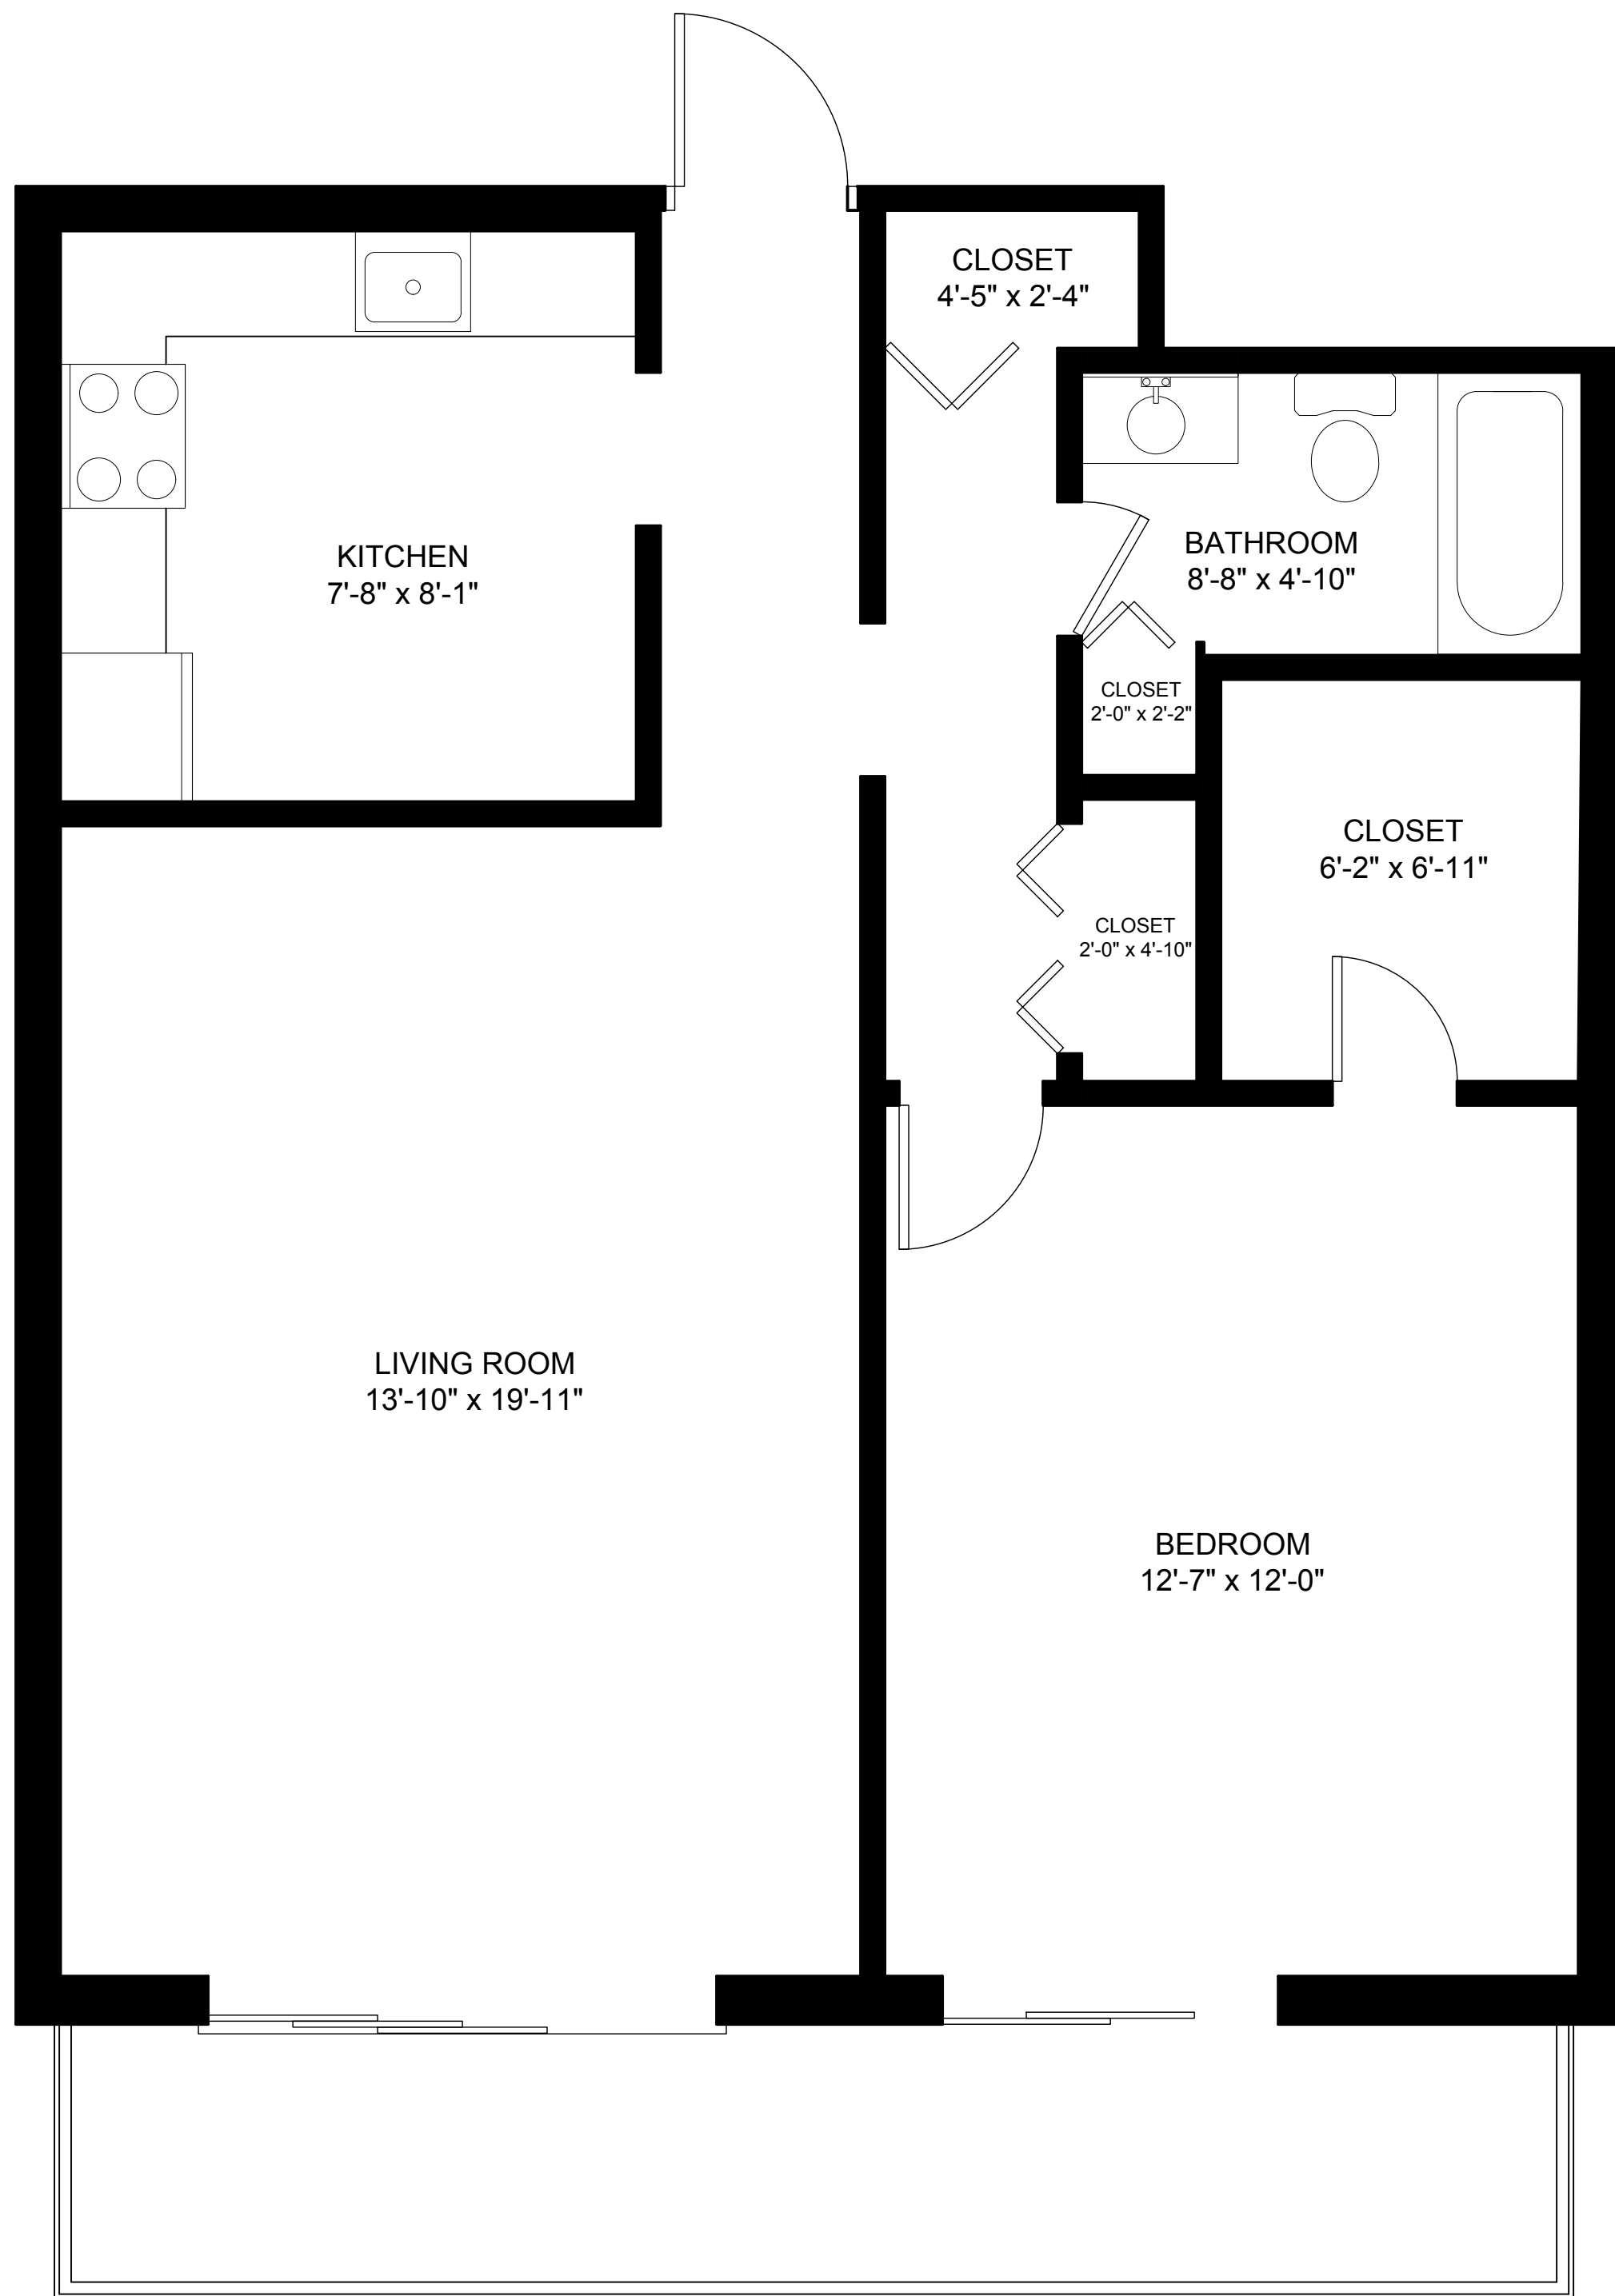 CLOSET
4'-5" x 2'-4"
KITCHEN
7'-8" x 8'-1"
BATHROOM
8'-8" x 4'-10"
CLOSET
2'-0" x 2'-2"
CLOSET
6'-2" x 6'-11"
CLOSET
2'-0" x 4'-10"
LIVING ROOM
13'-10" x 19'-11"
BEDROOM
12'-7" x 12'-0"